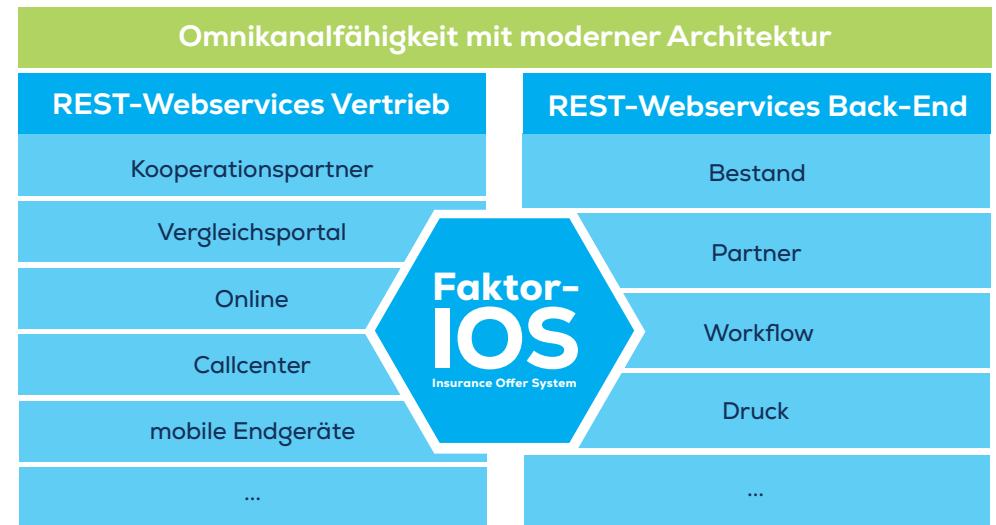 Omnikanalfähigkeit mit moderner Architektur
REST-Webservices Vertrieb
Kooperationspartner
Vergleichsportal
Online
Callcenter
mobile Endgeräte
...
Faktor-
IOS
Insurance Offer System
REST-Webservices Back-End
Bestand
Partner
Workflow
Druck
...